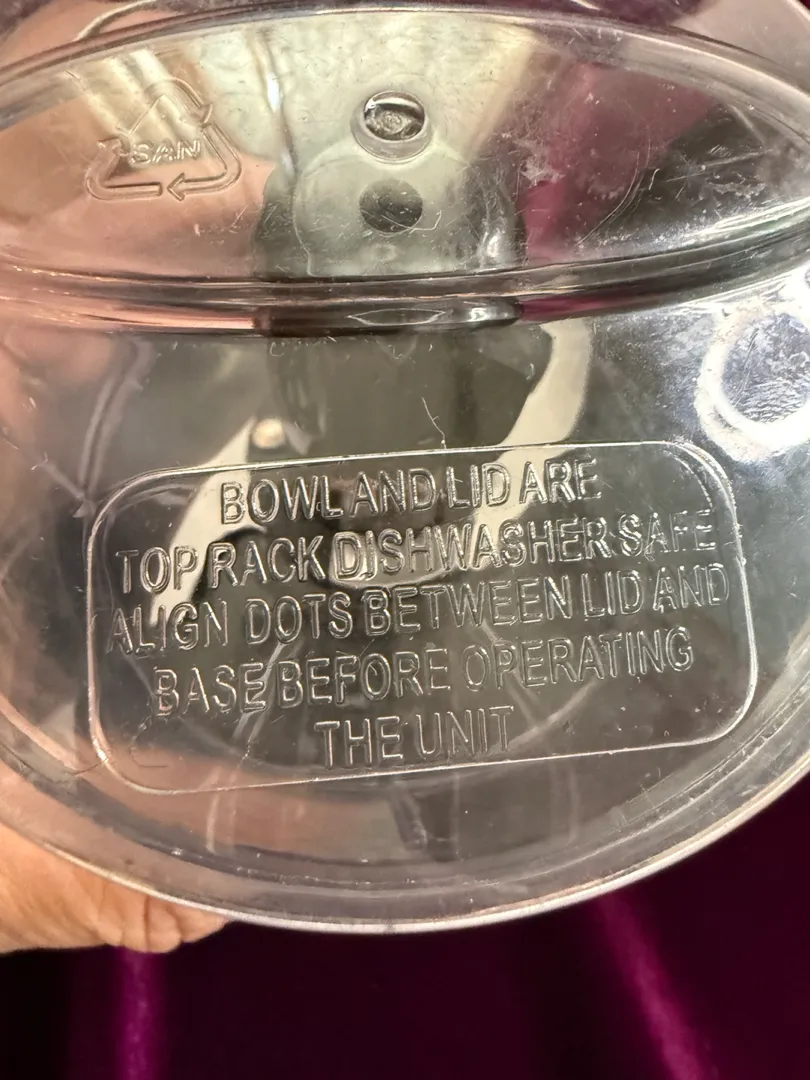 SAN
BOWL AND LID ARE
TOP RACK DISHWASHER SAFE
ALIGN DOTS BETWEEN LID AND
BASE BEFORE OPERATING
THE UNIT